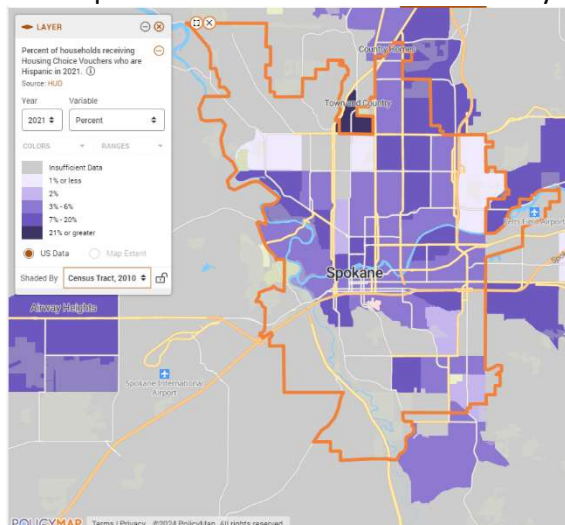 LAYER
Percent of households receiving
Housing Choice Vouchers who are
Hispanic in 2021.
Source: HUD
Year Variable
2021 Percent
COLORS RANGES
Insufficient Data
1% or less
2%
3% - 6%
7% - 20%
21% or greater
US Data Map Extent
Shaded By Census Tract, 2010
Country Homes
Town and Country
Spokane
Airway Heights
Spokane International
Airport
POLICYMAP Terms / Privacy ©2024 PolicyMap, All rights reserved